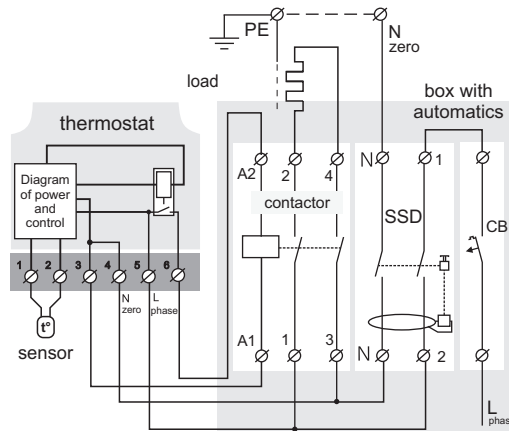 PE
N
zero
load
box with
automatics
thermostat
Diagram
of power
and
control
A2
2
4
N
1
contactor
SSD
CB
1
2
3
4
5
6
N
zero
L
phase
t°
sensor
A1
1
3
N
2
L
phase